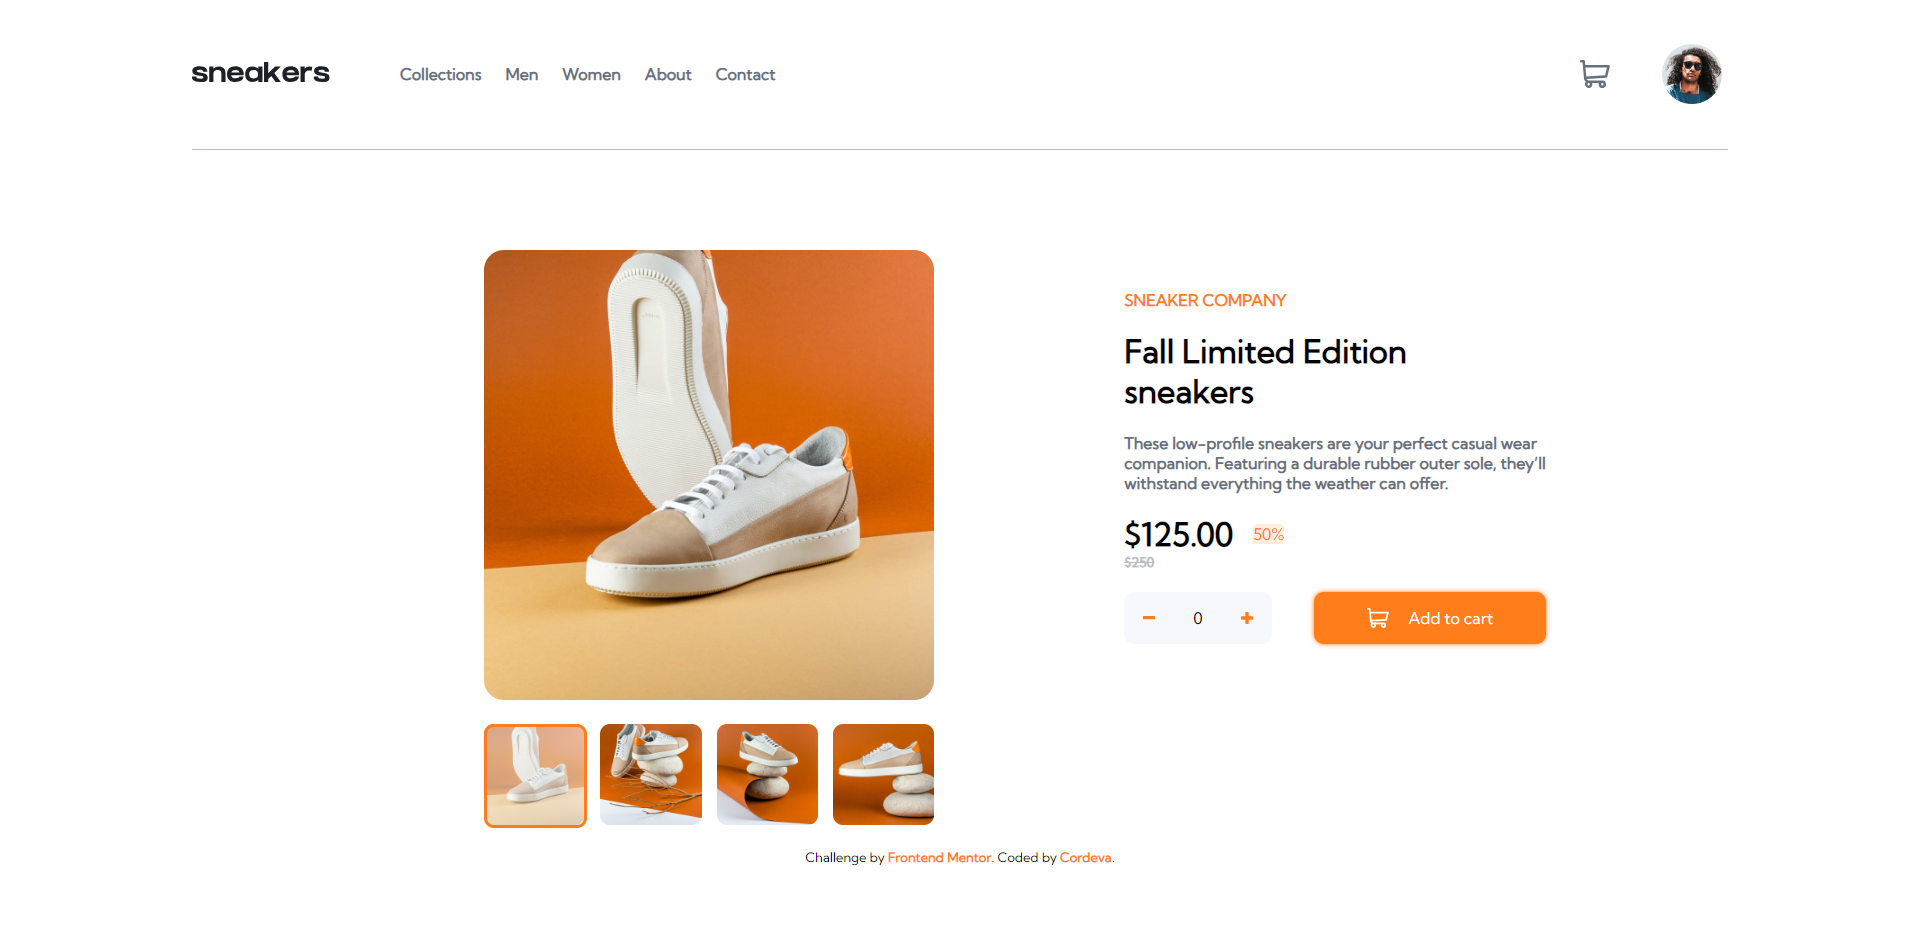 sneakers
Collections Men Women About Contact
SNEAKER COMPANY
Fall Limited Edition
sneakers
These low-profile sneakers are your perfect casual wear
companion. Featuring a durable rubber outer sole, they’ll
withstand everything the weather can offer.
$125.00 50%
$250
0
Add to cart
Challenge by Frontend Mentor. Coded by Cordeva.